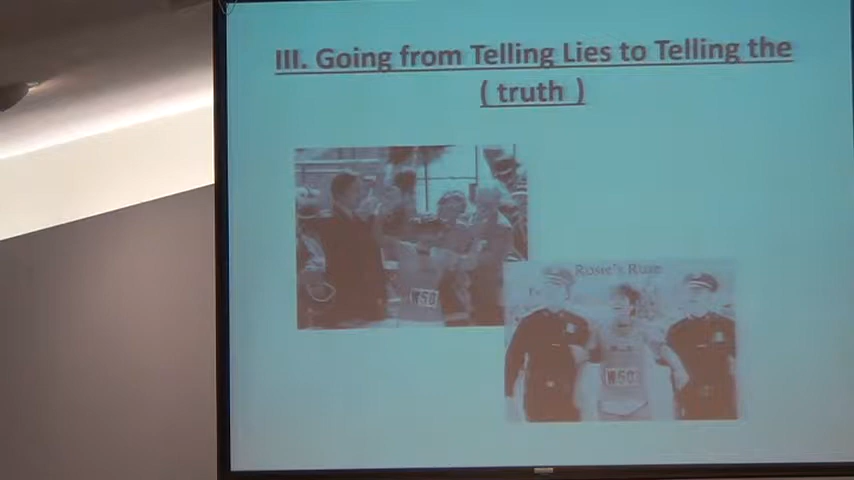 III. Going from Telling Lies to Telling the
( truth )
W50
Rosie's Ruse
W50